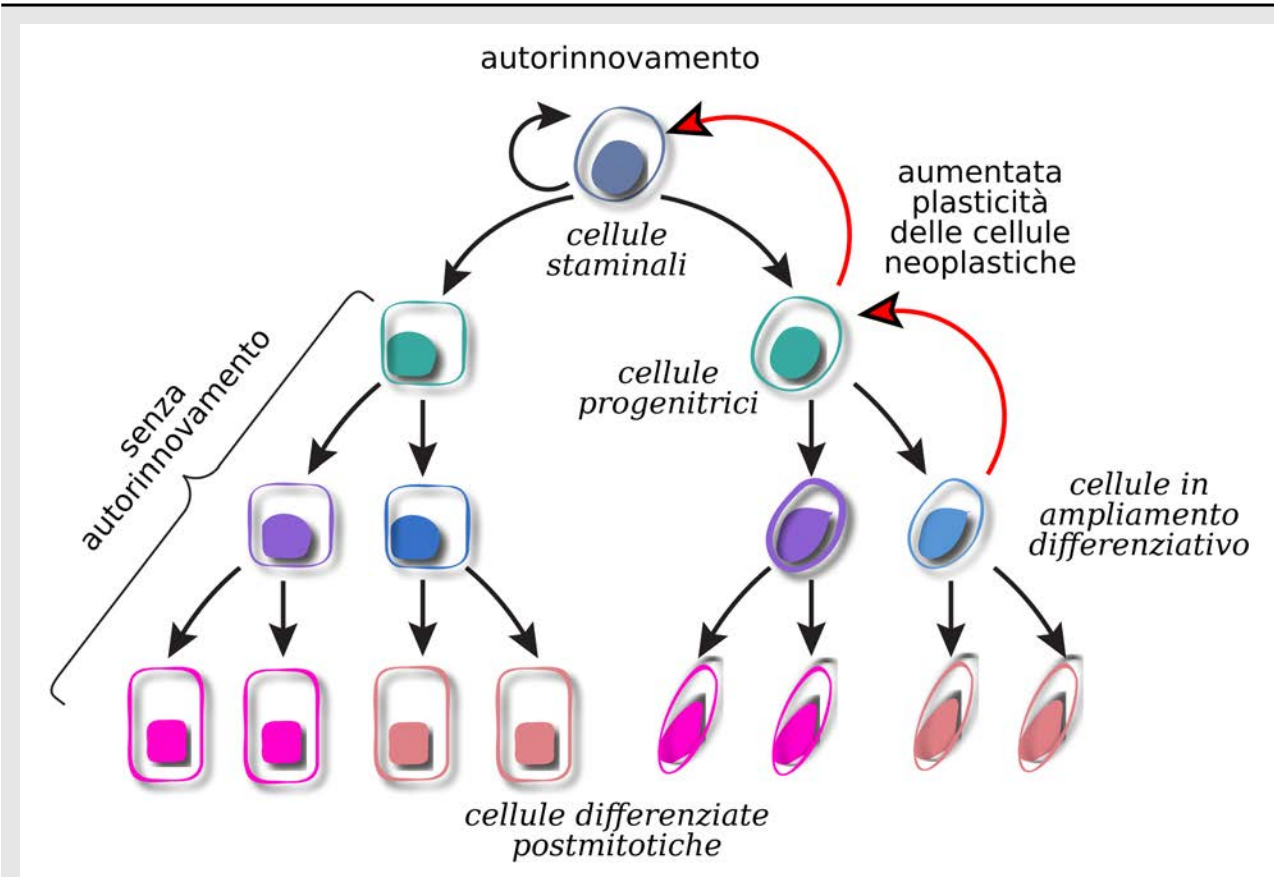 autorinnovamento
aumentata
plasticità
delle cellule
neoplastiche
cellule
staminali
senza
autorinnovamento
cellule
progenitrici
cellule in
ampliamento
differenziativo
cellule differenziate
postmitotiche